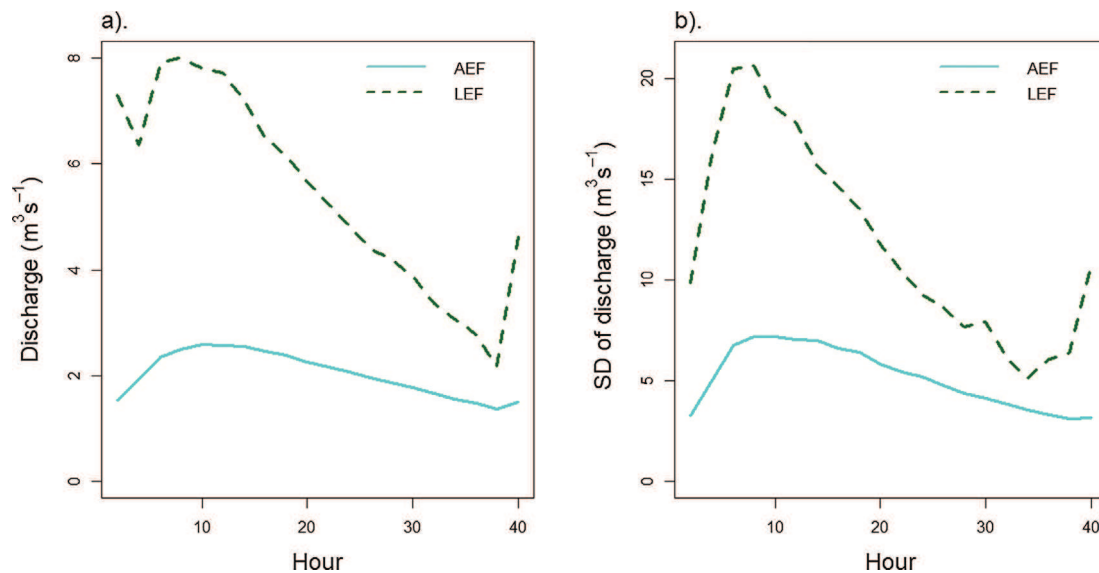 a).
8
6
4
2
0
Discharge (m³s⁻¹)
AEF
LEF
10
20
30
40
Hour
b).
20
15
10
5
0
SD of discharge (m³s⁻¹)
AEF
LEF
10
20
30
40
Hour